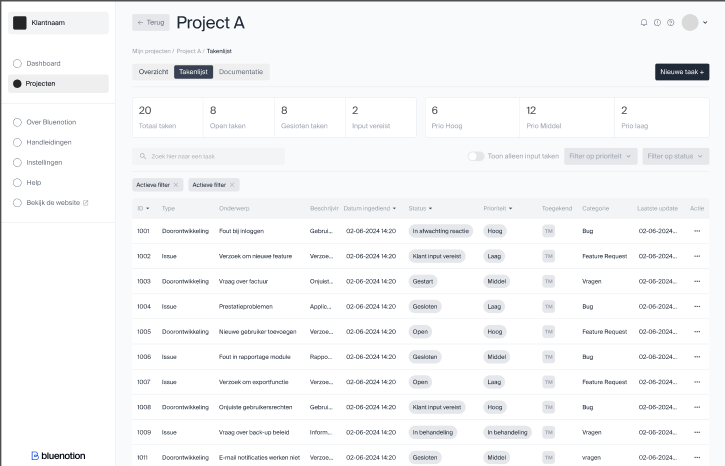 Klantnaam
Dashboard
Projecten
Over Bluenotion
Handleidingen
Instellingen
Help
Bekijk de website
bluenotion
← Terug Project A
Mijn projecten / Project A / Takenlijst
Overzicht Takenlijst Documentatie
Nieuwe taak +
20 8 8 2 6 12 2
Totaal taken Open taken Gesloten taken Input vereist Prio Hoog Prio Middel Prio laag
Zoek hier naar een task
Toon alleen input taken Filter op prioriteit Filter op status
Actieve filter × Actieve filter ×
ID Type Onderwerp Beschrijvir Datum ingediend Status Prioriteit Toegekend Categorie Laatste update Actie
1001 Doorontwikkeling Fout bij inloggen Gebrui... 02-06-2024 14:20 In afwachting reactie Hoog TM Bug 02-06-2024... ...
1002 Issue Verzoek om nieuwe feature Verzoe... 02-06-2024 14:20 Klant input vereist Laag TM Feature Request 02-06-2024... ...
1003 Doorontwikkeling Vraag over factuur Onjuist... 02-06-2024 14:20 Gestart Middel TM Vragen 02-06-2024... ...
1004 Issue Prestatieproblemen Applic... 02-06-2024 14:20 Gesloten Laag TM Bug 02-06-2024... ...
1005 Doorontwikkeling Nieuwe gebruiker toevoegen Verzoe... 02-06-2024 14:20 Open Hoog TM Feature Request 02-06-2024... ...
1006 Issue Fout in rapportage module Rappo... 02-06-2024 14:20 Gesloten Middel TM Bug 02-06-2024... ...
1007 Issue Verzoek om exportfunctie Verzoe... 02-06-2024 14:20 Open Laag TM Feature Request 02-06-2024... ...
1008 Doorontwikkeling Onjuiste gebruikersrechten Gebrui... 02-06-2024 14:20 Klant input vereist Hoog TM Bug 02-06-2024... ...
1009 Issue Vraag over back-up beleid Inform... 02-06-2024 14:20 In behandeling In behandeling TM Vragen 02-06-2024... ...
1011 Doorontwikkeling E-mail notificaties werken niet Verzoe... 02-06-2024 14:20 Gesloten Middel TM vragen 02-06-2024... ...